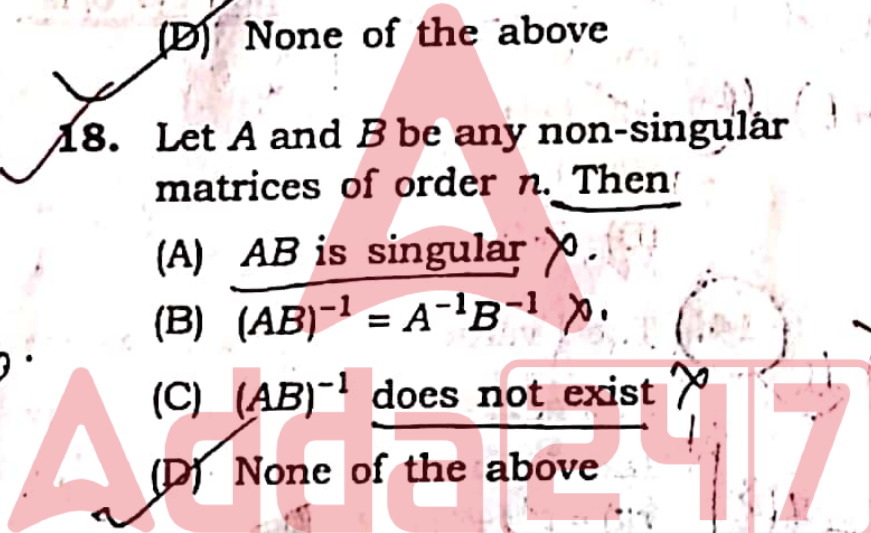 (D) None of the above
18. Let A and B be any non-singular
matrices of order n. Then
(A) AB is singular
(B) (AB)⁻¹ = A⁻¹B⁻¹
(C) (AB)⁻¹ does not exist
(D) None of the above
Adda247